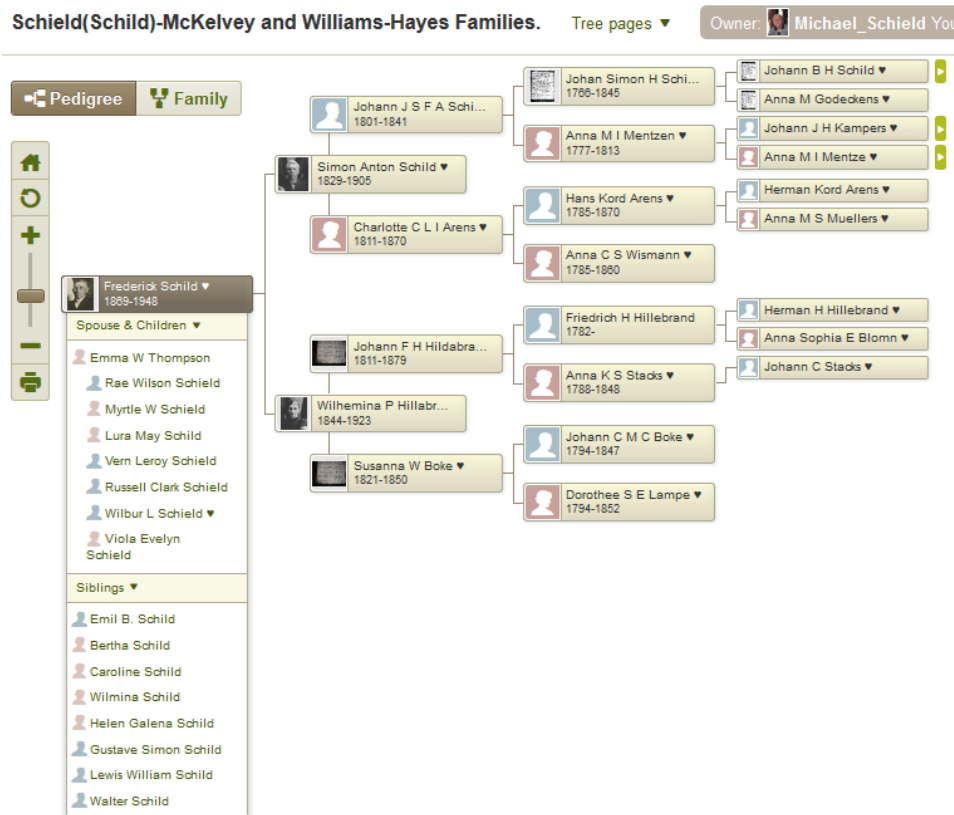 Schield(Schild)-McKelvey and Williams-Hayes Families.
Tree pages ▼
Owner: Michael_Schield You
Pedigree
Family
Frederick Schild ♥
1869-1948
Spouse & Children ▼
Emma W Thompson
Rae Wilson Schield
Myrtle W Schield
Lura May Schild
Vern Leroy Schield
Russell Clark Schield
Wilbur L Schield ♥
Viola Evelyn
Schield
Siblings ▼
Emil B. Schild
Bertha Schild
Caroline Schild
Wilmina Schild
Helen Galena Schild
Gustave Simon Schild
Lewis William Schild
Walter Schild
Simon Anton Schild ♥
1829-1905
Wilhemina P Hillabr...
1844-1923
Johann J S F A Schi...
1801-1841
Charlotte C L I Arens ♥
1811-1870
Johann F H Hildabra...
1811-1879
Susanna W Boke ♥
1821-1850
Johan Simon H Schi...
1766-1845
Anna M I Mentzen ♥
1777-1813
Hans Kord Arens ♥
1785-1870
Anna C S Wismann ♥
1785-1860
Friedrich H Hillebrand
1782-
Anna K S Stacks ♥
1788-1848
Johann C M C Boke ♥
1794-1847
Dorothee S E Lampe ♥
1794-1852
Johann B H Schild ♥
Anna M Godeckens ♥
Johann J H Kampers ♥
Anna M I Mentze ♥
Herman Kord Arens ♥
Anna M S Muellers ♥
Herman H Hillebrand ♥
Anna Sophia E Blomn ♥
Johann C Stacks ♥